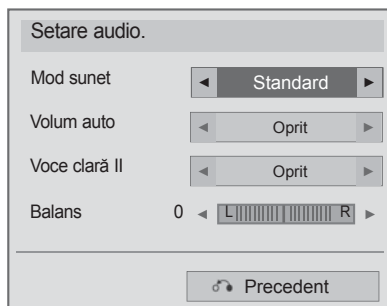 Setare audio.
Mod sunet ◄ Standard ►
Volum auto ◄ Oprit ►
Voce clară II ◄ Oprit ►
Balans 0 ◄ L R ►
Precedent